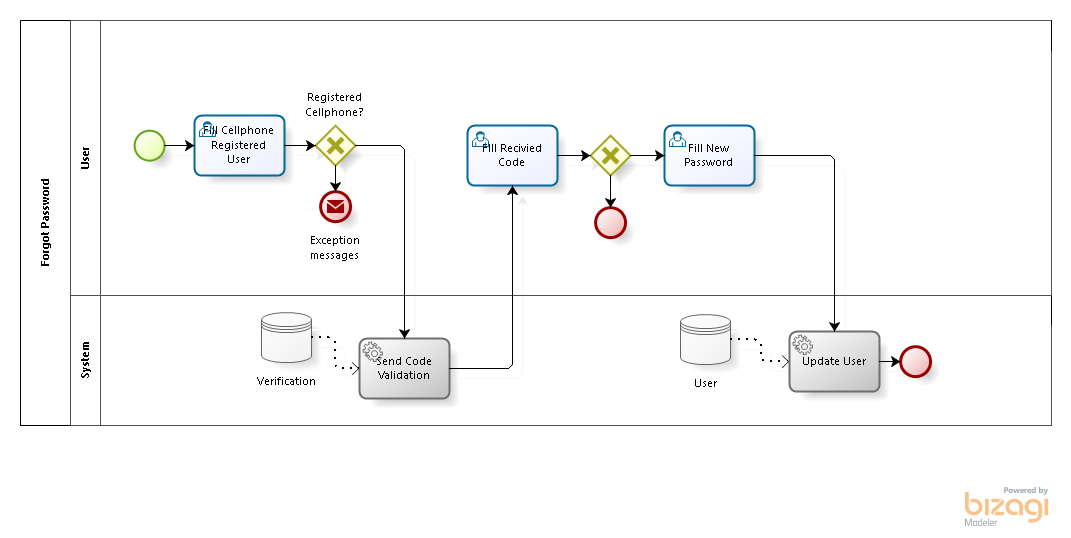 Forgot Password
User
System
Fill Cellphone
Registered
User
Registered
Cellphone?
Exception
messages
Fill Recivied
Code
Fill New
Password
Verification
Send Code
Validation
User
Update User
Powered by
bizagi
Modeler